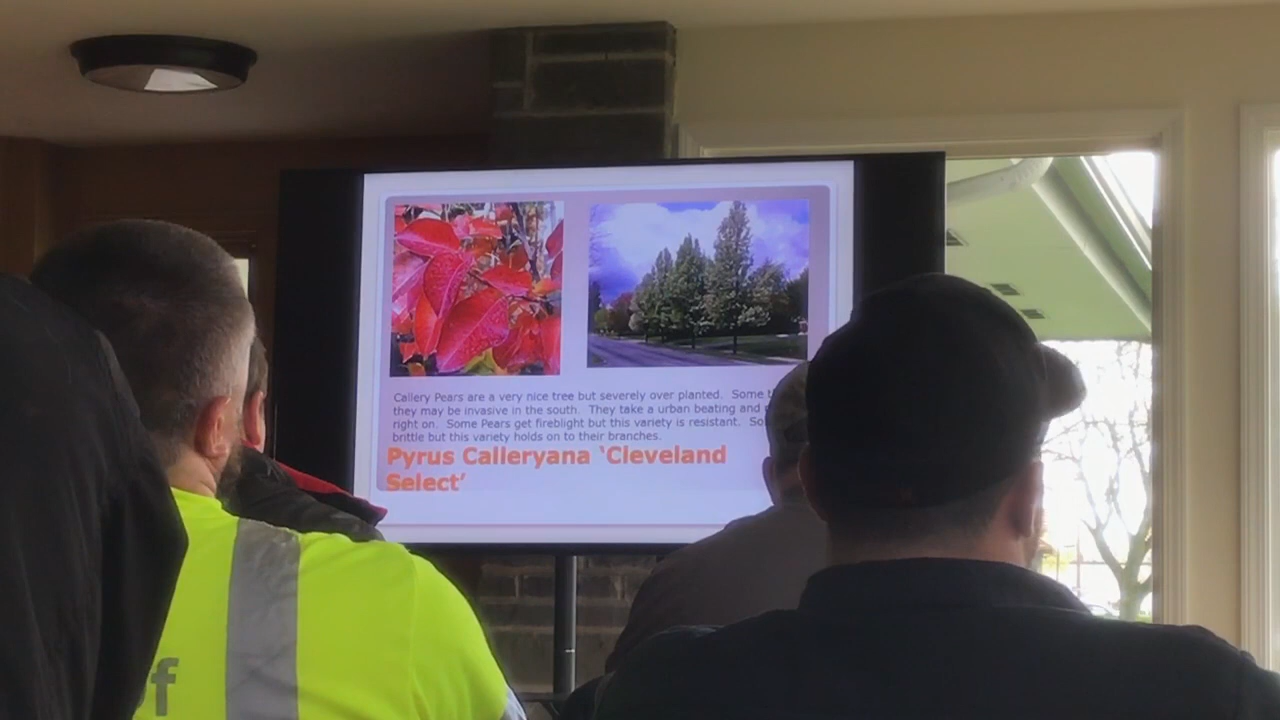 Callery Pears are a very nice tree but severely over planted. Some
they may be invasive in the south. They take a urban beating and
right on. Some Pears get fireblight but this variety is resistant.
brittle but this variety holds on to their branches.
Pyrus Calleryana ‘Cleveland
Select’
f